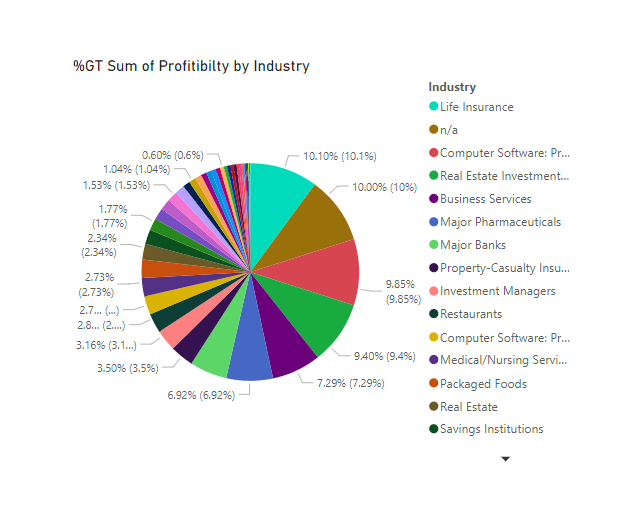 %GT Sum of Profitibilty by Industry
Industry
Life Insurance
n/a
Computer Software: Pr...
Real Estate Investment...
Business Services
Major Pharmaceuticals
Major Banks
Property-Casualty Insu...
Investment Managers
Restaurants
Computer Software: Pr...
Medical/Nursing Servi...
Packaged Foods
Real Estate
Savings Institutions
10.10% (10.1%)
10.00% (10%)
9.85%
(9.85%)
9.40% (9.4%)
7.29% (7.29%)
6.92% (6.92%)
3.50% (3.5%)
3.16% (3.1...)
2.8... (2....)
2.7... (...)
2.73%
(2.73%)
2.34%
(2.34%)
1.77%
(1.77%)
1.53% (1.53%)
1.04% (1.04%)
0.60% (0.6%)